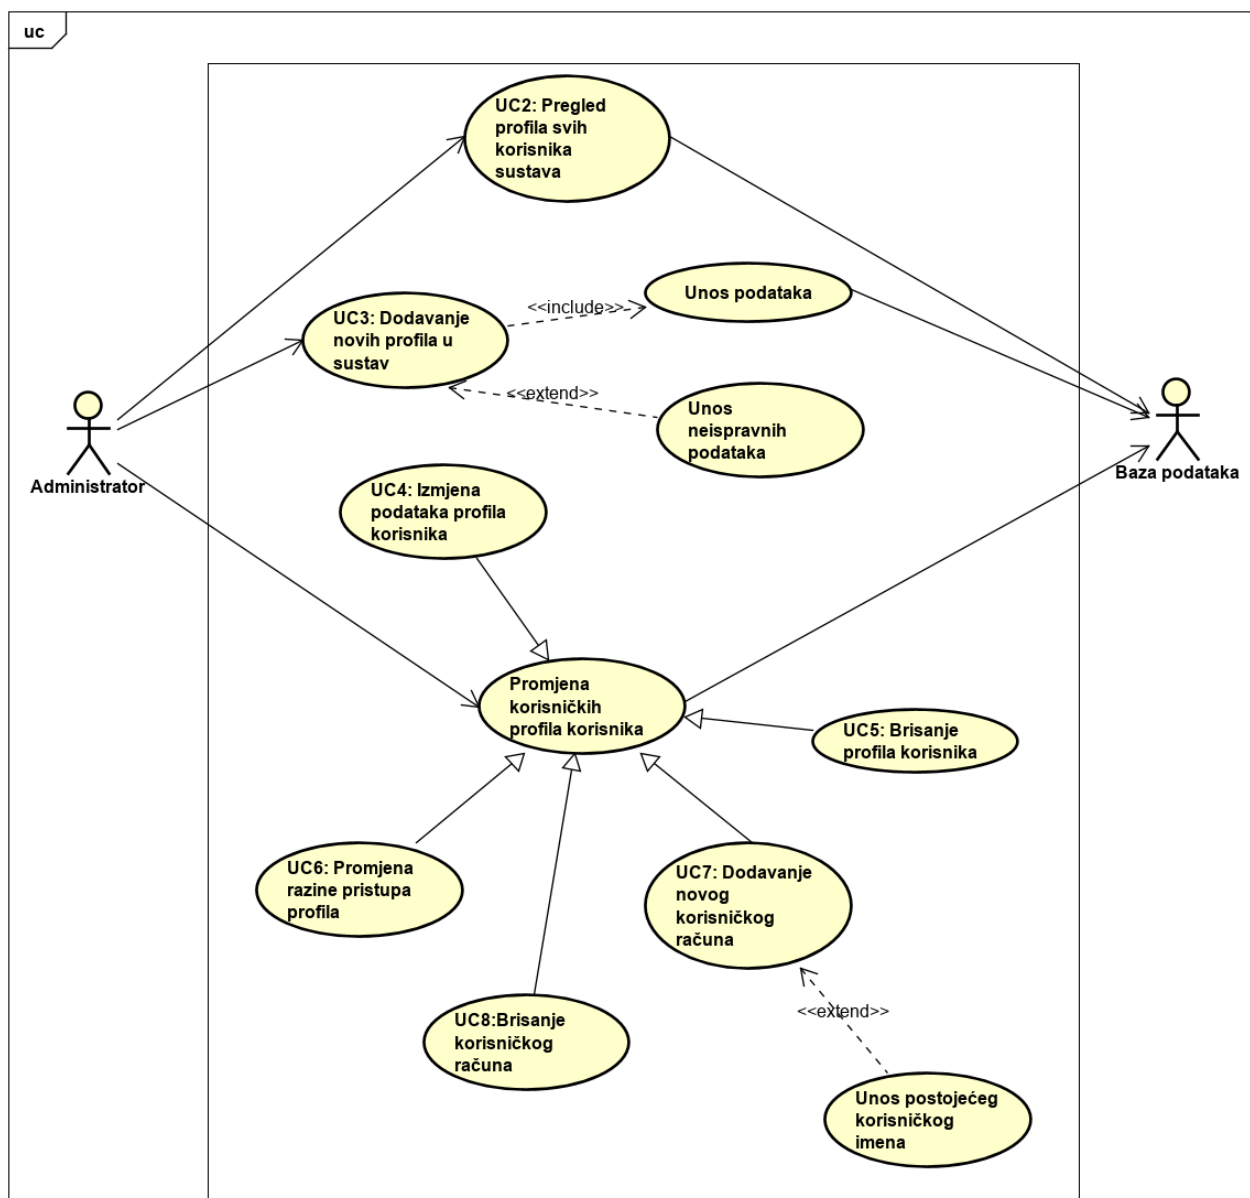 uc
UC2: Pregled
profila svih
korisnika
sustava
Unos podataka
<<include>>
UC3: Dodavanje
novih profila u
sustav
<<extend>>
Unos
neispravnih
podataka
Administrator
Baza podataka
UC4: Izmjena
podataka profila
korisnika
Promjena
korisničkih
profila korisnika
UC5: Brisanje
profila korisnika
UC6: Promjena
razine pristupa
profila
UC7: Dodavanje
novog
korisničkog
računa
UC8:Brisanje
korisničkog
računa
<<extend>>
Unos postojećeg
korisničkog
imena